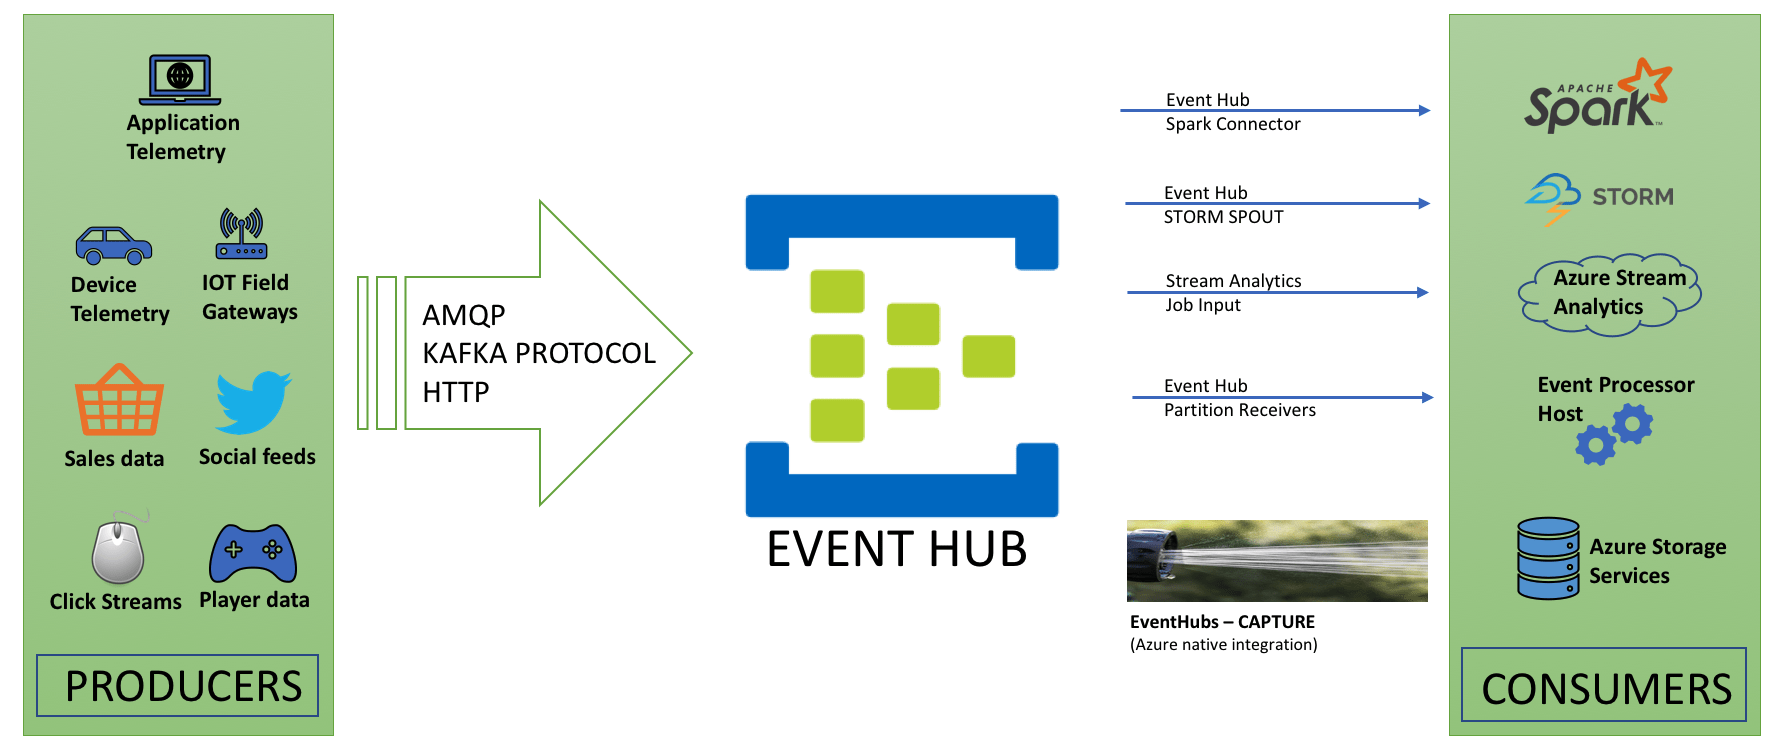 Application
Telemetry
Device
Telemetry
IOT Field
Gateways
Sales data
Social feeds
Click Streams
Player data
PRODUCERS
AMQP
KAFKA PROTOCOL
HTTP
EVENT HUB
Event Hub
Spark Connector
Event Hub
STORM SPOUT
Stream Analytics
Job Input
Event Hub
Partition Receivers
EventHubs – CAPTURE
(Azure native integration)
APACHE
Spark™
STORM
Azure Stream
Analytics
Event Processor
Host
Azure Storage
Services
CONSUMERS